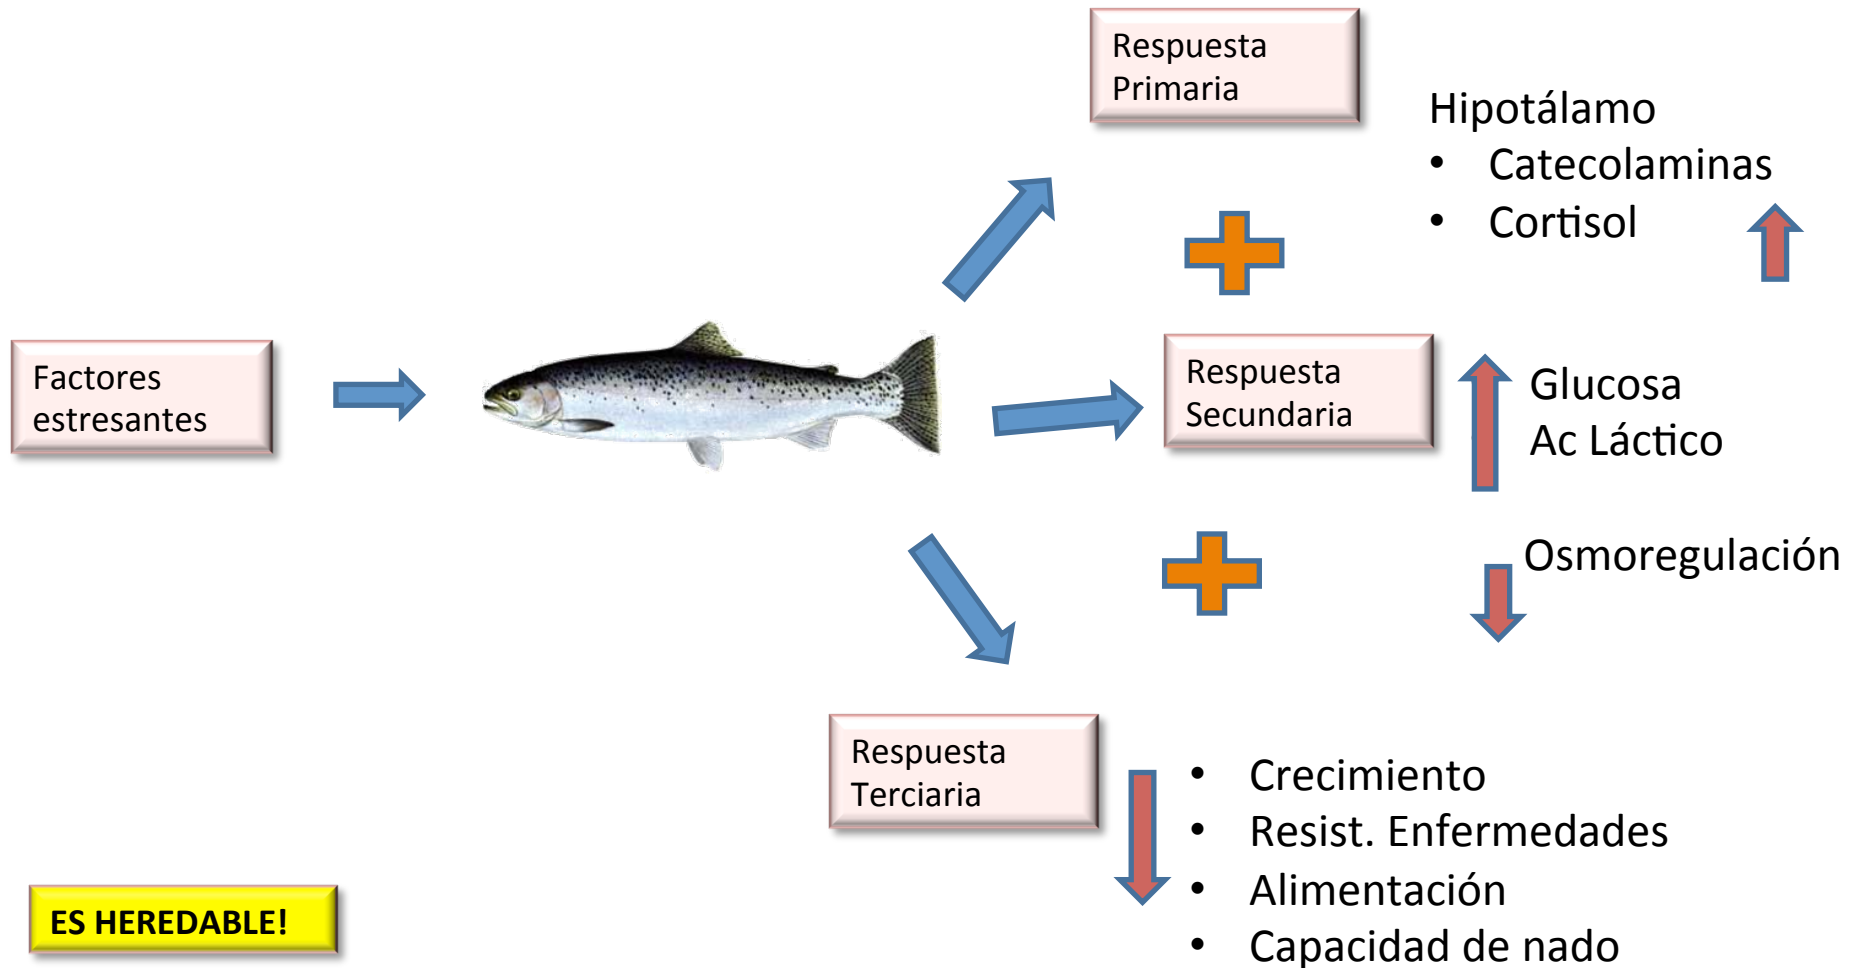 Respuesta
Primaria
Hipotálamo
• Catecolaminas
• Cortisol
Factores
estresantes
Respuesta
Secundaria
Glucosa
Ac Láctico
Osmoregulación
Respuesta
Terciaria
• Crecimiento
• Resist. Enfermedades
• Alimentación
• Capacidad de nado
ES HEREDABLE!